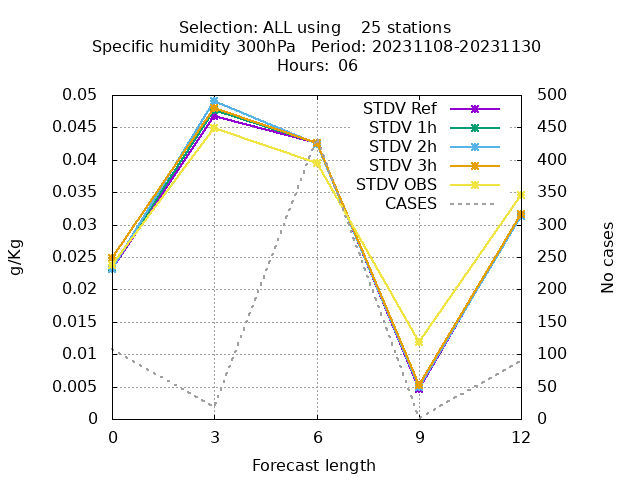 Selection: ALL using    25 stations
Specific humidity 300hPa   Period: 20231108-20231130
Hours:  06
STDV Ref
STDV 1h
STDV 2h
STDV 3h
STDV OBS
CASES
0.05
0.045
0.04
0.035
0.03
0.025
0.02
0.015
0.01
0.005
0
500
450
400
350
300
250
200
150
100
50
0
g/Kg
No cases
0 3 6 9 12
Forecast length